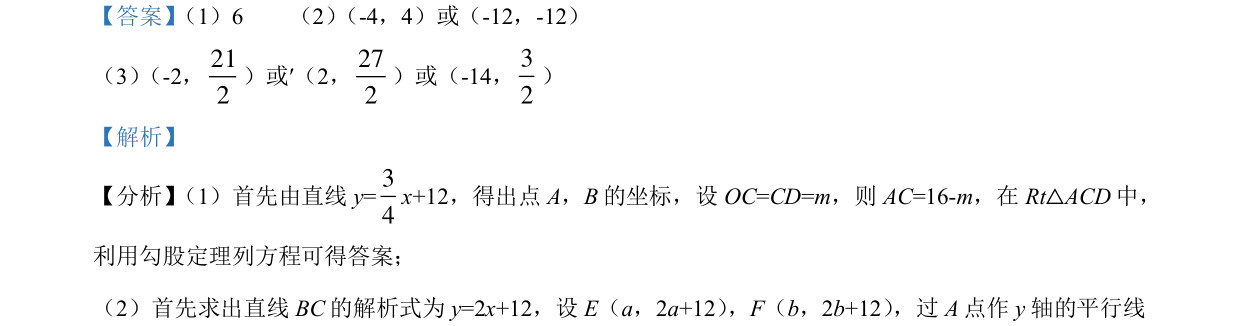 【答案】（1）6 （2）（-4，4）或（-12，-12）
（3）（-2，21/2）或′（2，27/2）或（-14，3/2）
【解析】
【分析】（1）首先由直线 y=3/4x+12，得出点 A，B 的坐标，设 OC=CD=m，则 AC=16-m，在 Rt△ACD 中，
利用勾股定理列方程可得答案；
（2）首先求出直线 BC 的解析式为 y=2x+12，设 E（a，2a+12），F（b，2b+12），过 A 点作 y 轴的平行线